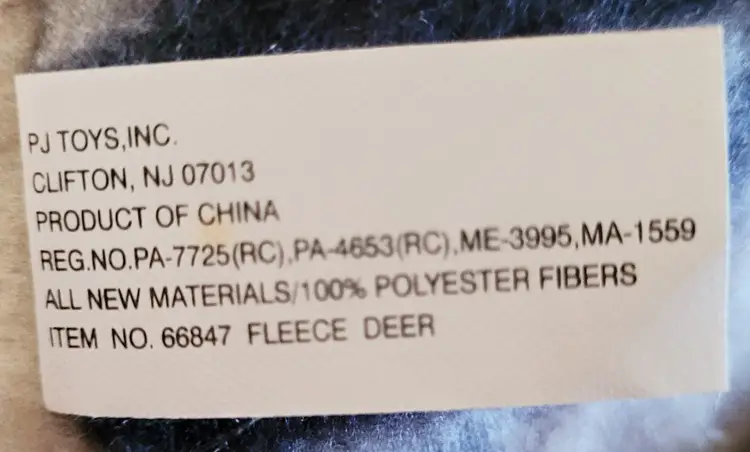 PJ TOYS,INC.
CLIFTON, NJ 07013
PRODUCT OF CHINA
REG.NO.PA-7725(RC),PA-4653(RC),ME-3995,MA-1559
ALL NEW MATERIALS/100% POLYESTER FIBERS
ITEM NO. 66847 FLEECE DEER